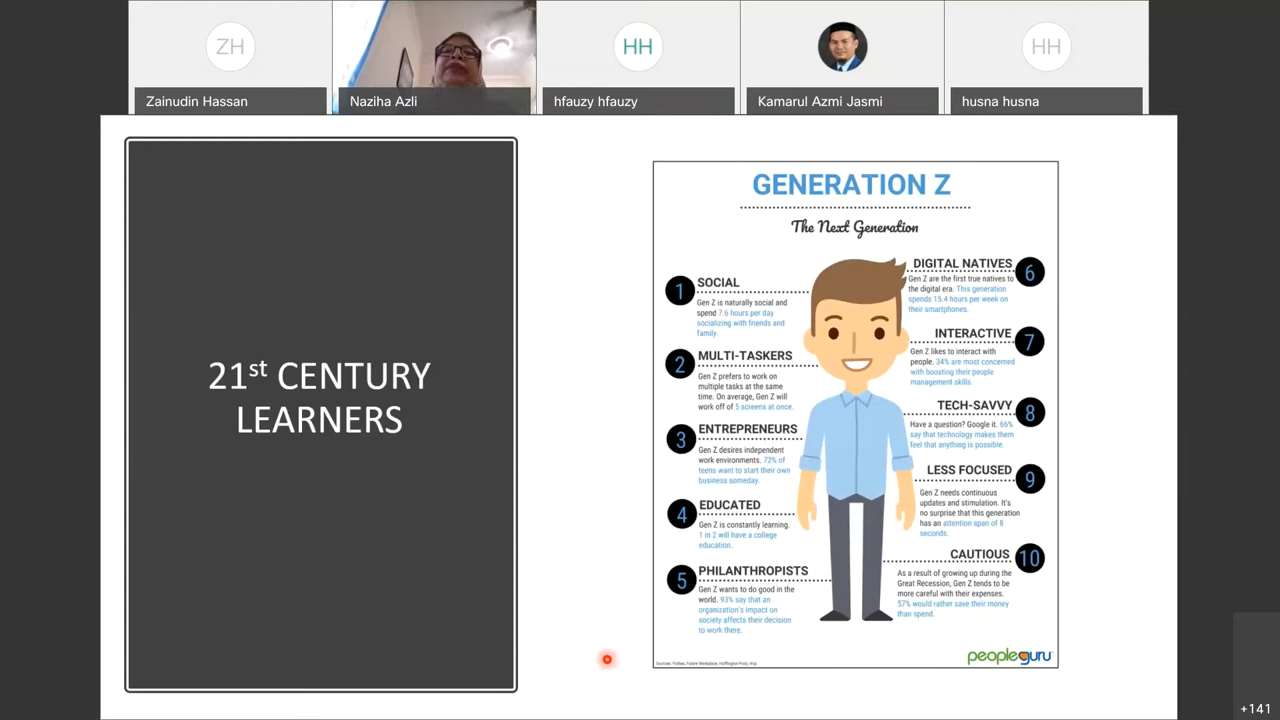 ZH
HH
HH
Zainudin Hassan
Naziha Azli
hfauzy hfauzy
Kamarul Azmi Jasmi
husna husna
21st CENTURY
LEARNERS
GENERATION Z
The Next Generation
1
SOCIAL
Gen Z is naturally social and
spend 7.6 hours per day
socializing with friends and
family.
2
MULTI-TASKERS
Gen Z prefers to work on
multiple tasks at the same
time. On average, Gen Z will
work off of 5 screens at once.
3
ENTREPRENEURS
Gen Z desires independent
work environments. 72% of
teens want to start their own
business someday.
4
EDUCATED
Gen Z is constantly learning.
1 in 2 will have a college
education.
5
PHILANTHROPISTS
Gen Z wants to do good in the
world. 93% say that an
organization's impact on
society affects their decision
to work there.
DIGITAL NATIVES
6
Gen Z are the first true natives to
the digital era. This generation
spends 15.4 hours per week on
their smartphones.
INTERACTIVE
7
Gen Z likes to interact with
people. 34% are most concerned
with boosting their people
management skills.
TECH-SAVVY
8
Have a question? Google it. 66%
say that technology makes them
feel that anything is possible.
LESS FOCUSED
9
Gen Z needs continuous
updates and stimulation. It's
no surprise that this generation
has an attention span of 8
seconds.
CAUTIOUS
10
As a result of growing up during the
Great Recession, Gen Z tends to be
more careful with their expenses.
57% would rather save their money
than spend.
Sources: Forbes, Future Workplace, Huffington Post,
peopleguru
+141